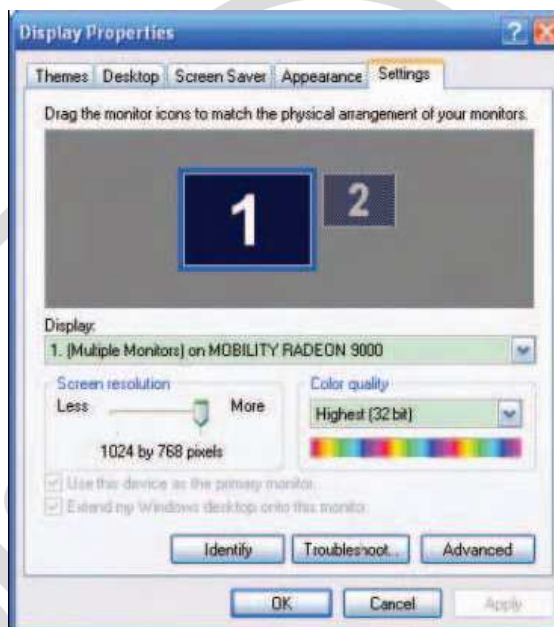 Display Properties
Themes Desktop Screen Saver Appearance Settings
Drag the monitor icons to match the physical arrangement of your monitors.
1 2
Display:
1. (Multiple Monitors) on MOBILITY RADEON 9000
Screen resolution
Less More
1024 by 768 pixels
Color quality
Highest (32 bit)
Use this device as the primary monitor.
Extend my Windows desktop onto this monitor.
Identify Troubleshoot... Advanced
OK Cancel Apply